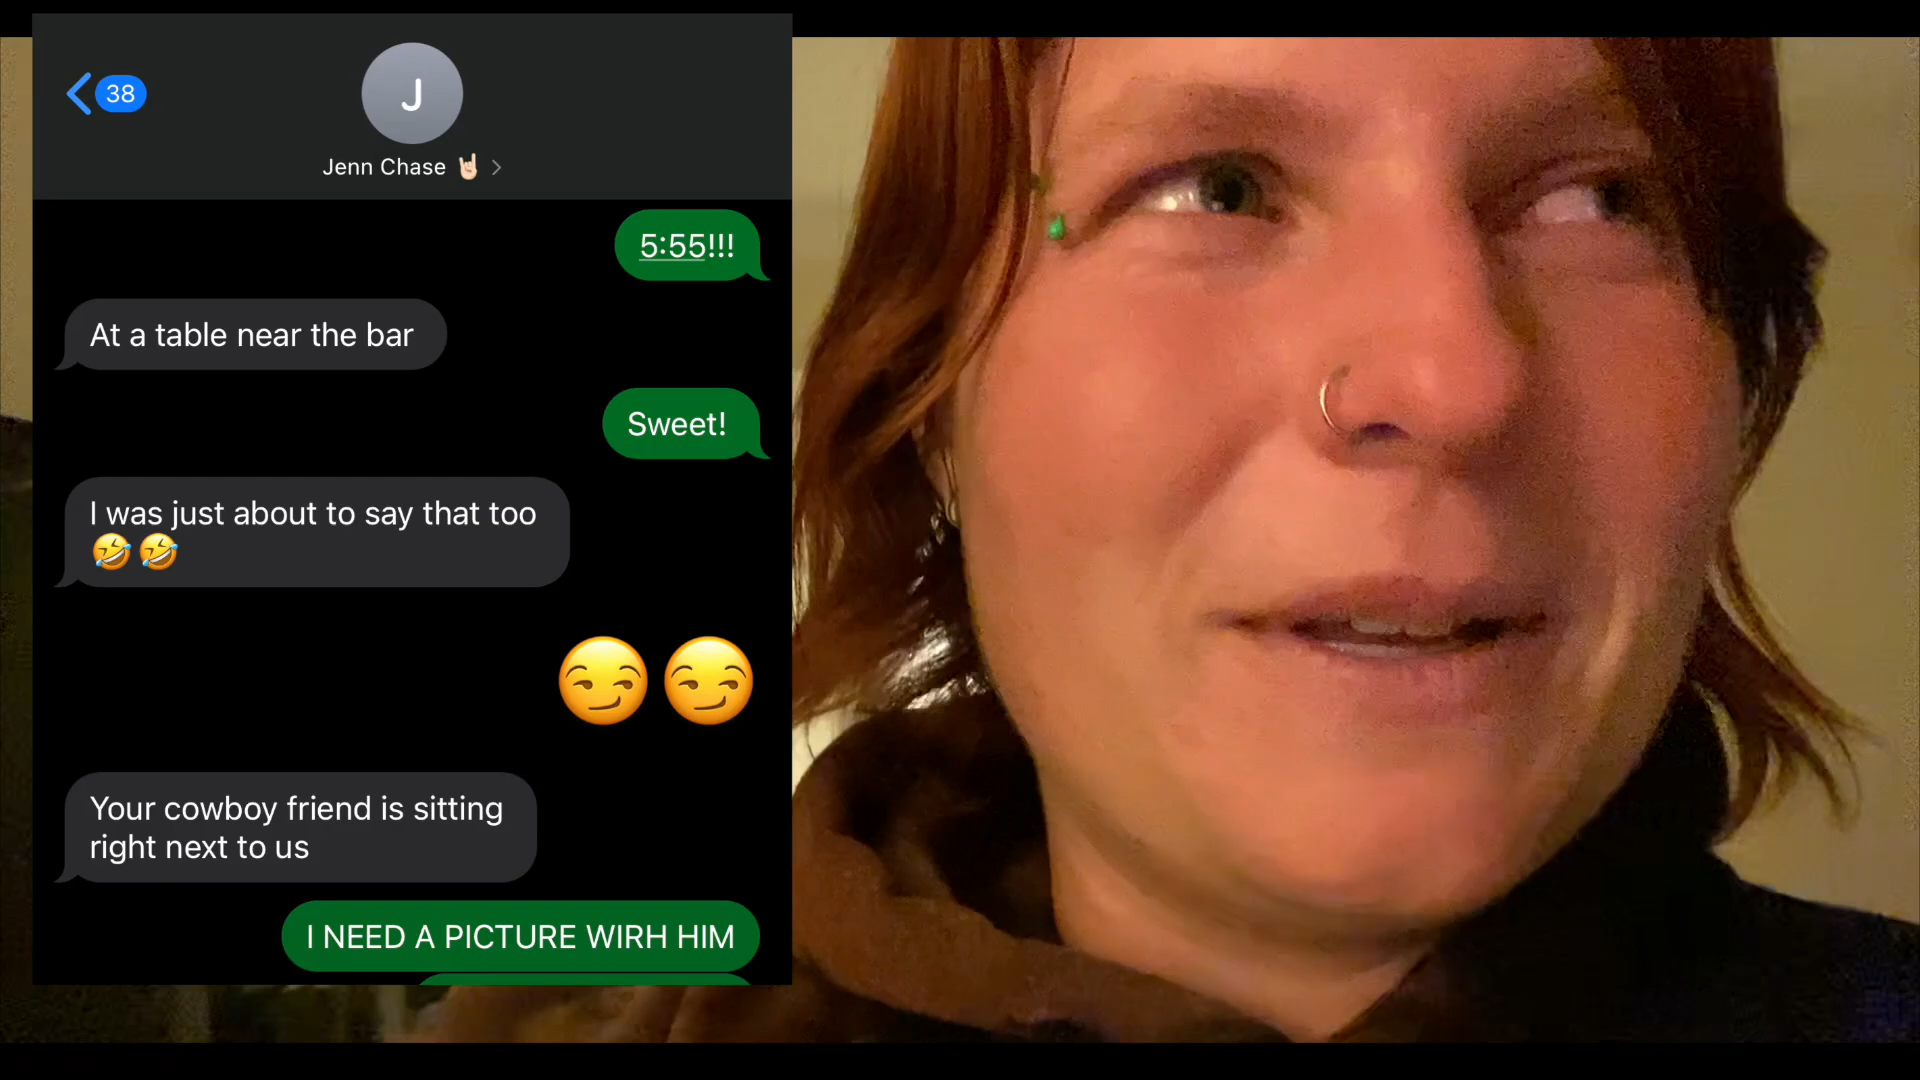 38
J
Jenn Chase 🤘🏻 >
5:55!!!
At a table near the bar
Sweet!
I was just about to say that too
🤣🤣
😏😏
Your cowboy friend is sitting
right next to us
I NEED A PICTURE WIRH HIM